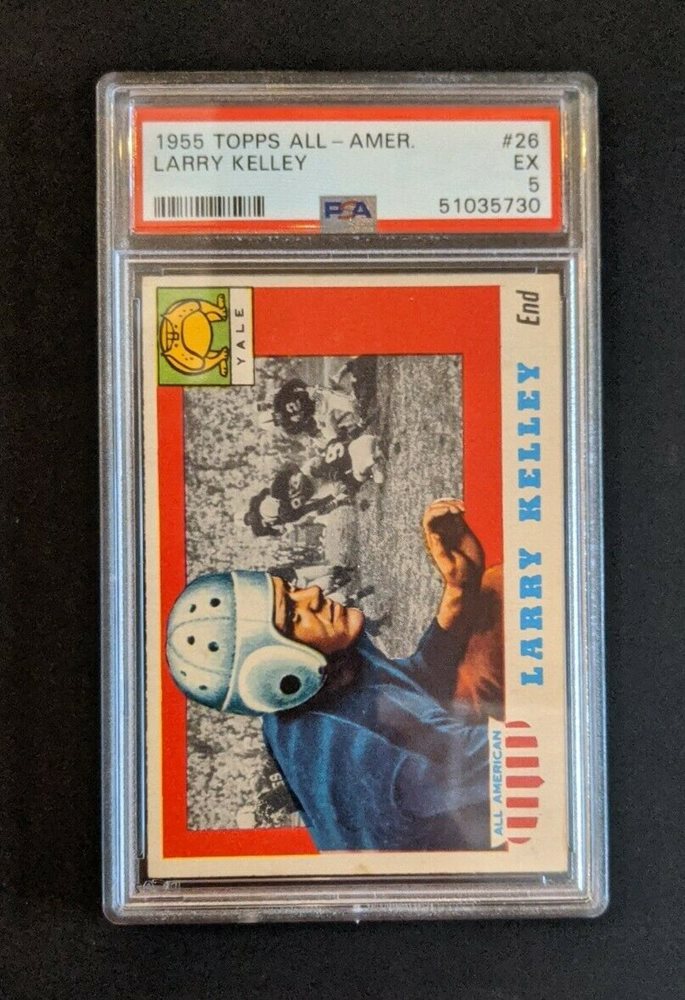 1955 TOPPS ALL - AMER. #26
LARRY KELLEY EX
5
PSA 51035730
YALE
LARRY KELLEY End
ALL AMERICAN